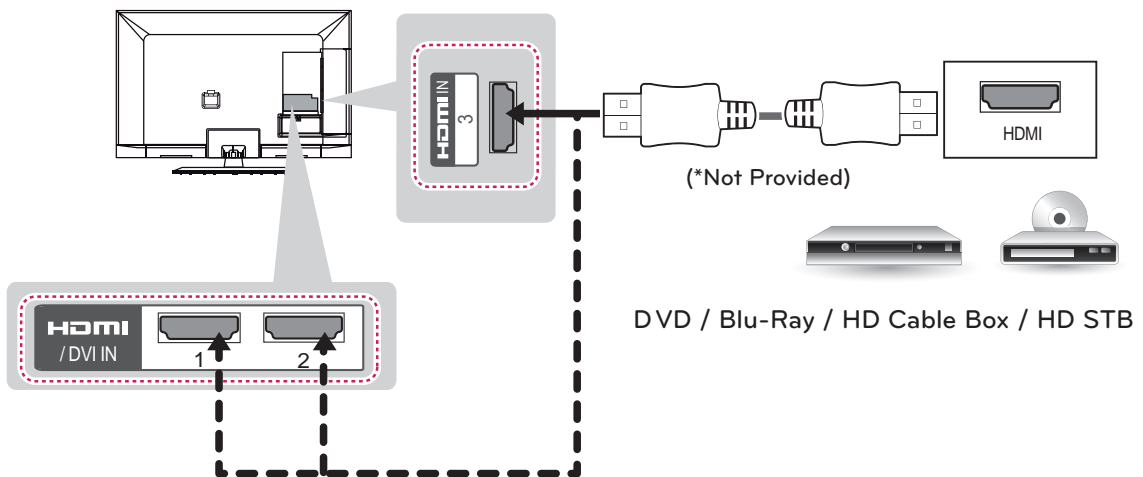 HDMI IN
3
HDMI
(*Not Provided)
DVD / Blu-Ray / HD Cable Box / HD STB
HDMI
/ DVI IN
1
2